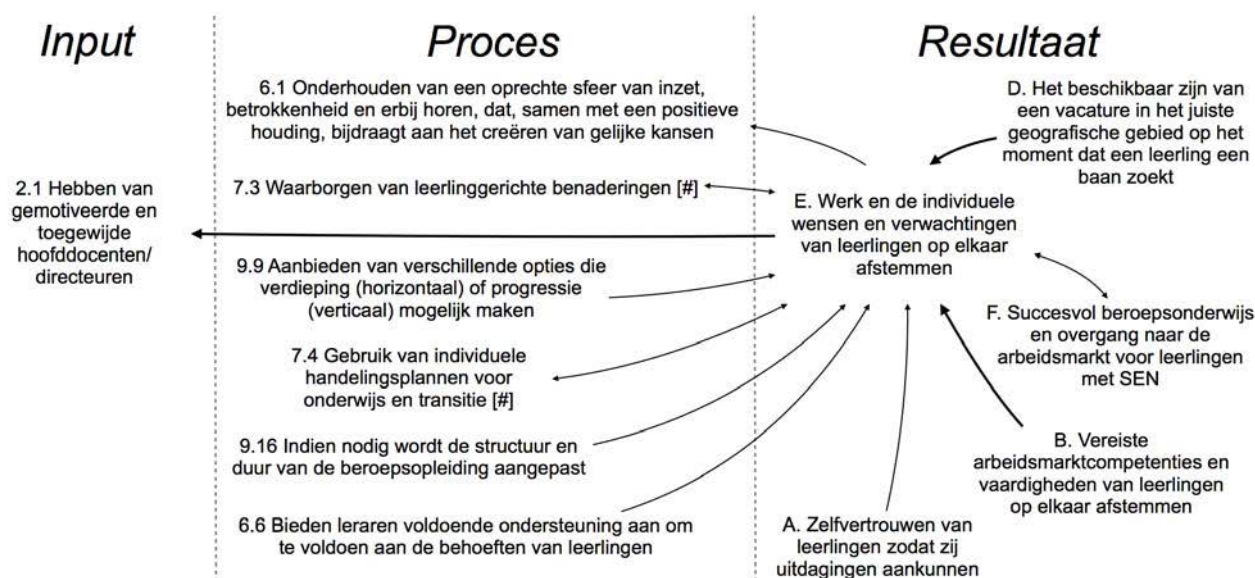 Input
Proces
Resultaat
2.1 Hebben van
gemotiveerde en
toegewijde
hoofddocenten/
directeuren
6.1 Onderhouden van een oprechte sfeer van inzet,
betrokkenheid en erbij horen, dat, samen met een positieve
houding, bijdraagt aan het creëren van gelijke kansen
7.3 Waarborgen van leerlinggerichte benaderingen [#]
9.9 Aanbieden van verschillende opties die
verdieping (horizontaal) of progressie
(verticaal) mogelijk maken
7.4 Gebruik van individuele
handelingsplannen voor
onderwijs en transitie [#]
9.16 Indien nodig wordt de structuur en
duur van de beroepsopleiding aangepast
6.6 Bieden leraren voldoende ondersteuning aan om
te voldoen aan de behoeften van leerlingen
D. Het beschikbaar zijn van
een vacature in het juiste
geografische gebied op het
moment dat een leerling een
baan zoekt
E. Werk en de individuele
wensen en verwachtingen
van leerlingen op elkaar
afstemmen
F. Succesvol beroepsonderwijs
en overgang naar de
arbeidsmarkt voor leerlingen
met SEN
B. Vereiste
arbeidsmarktcompetenties en
vaardigheden van leerlingen
op elkaar afstemmen
A. Zelfvertrouwen van
leerlingen zodat zij
uitdagingen aankunnen